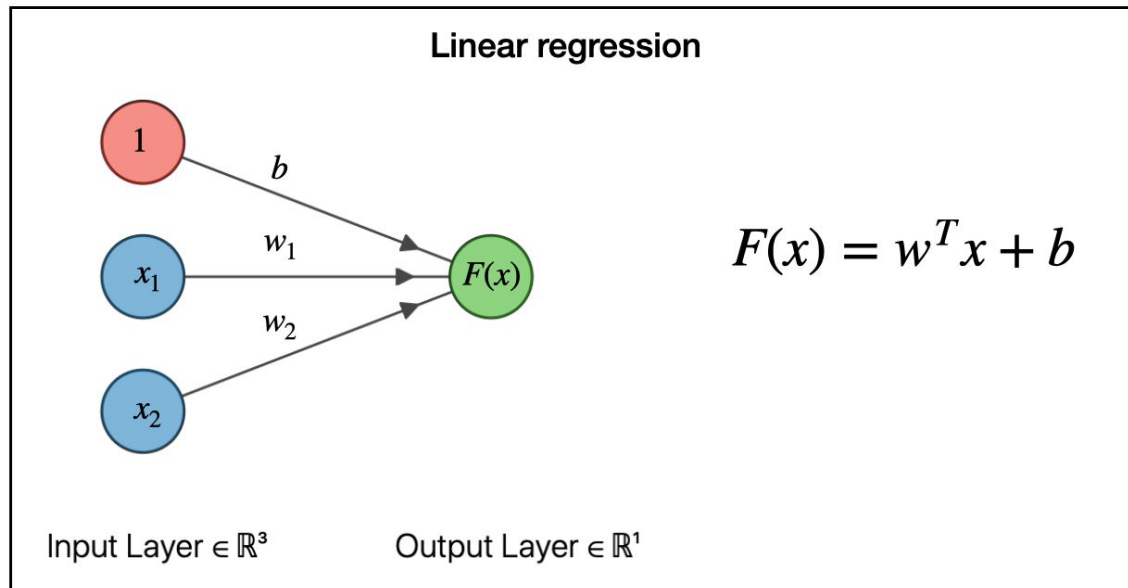 Linear regression
1
b
w₁
x₁
F(x)
F(x) = wᵀx + b
w₂
x₂
Input Layer ∈ ℝ³
Output Layer ∈ ℝ¹